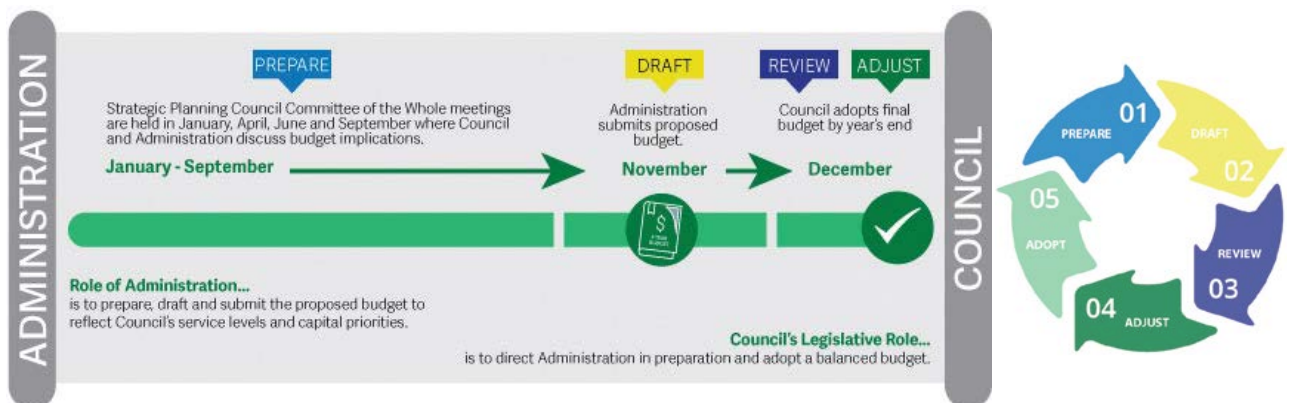 ADMINISTRATION
PREPARE
Strategic Planning Council Committee of the Whole meetings
are held in January, April, June and September where Council
and Administration discuss budget implications.
January - September
DRAFT
Administration
submits proposed
budget.
November
REVIEW
ADJUST
Council adopts final
budget by year's end
December
$
Role of Administration...
is to prepare, draft and submit the proposed budget to
reflect Council's service levels and capital priorities.
Council's Legislative Role...
is to direct Administration in preparation and adopt a balanced budget.
COUNCIL
01
PREPARE
DRAFT
02
REVIEW
03
04
ADJUST
05
ADOPT